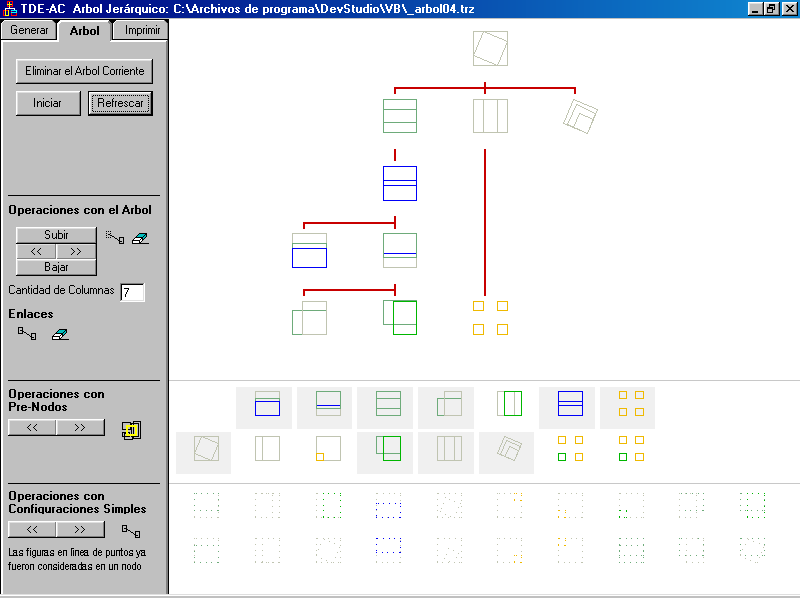 TDE-AC Arbol Jerárquico: C:\Archivos de programa\DevStudio\VB\_arbol04.trz
Generar Arbol Imprimir
Eliminar el Arbol Corriente
Iniciar Refrescar
Operaciones con el Arbol
Subir
<< >>
Bajar
Cantidad de Columnas 7
Enlaces
Operaciones con
Pre-Nodos
<< >>
Operaciones con
Configuraciones Simples
<< >>
Las figuras en linea de puntos ya
fueron consideradas en un nodo